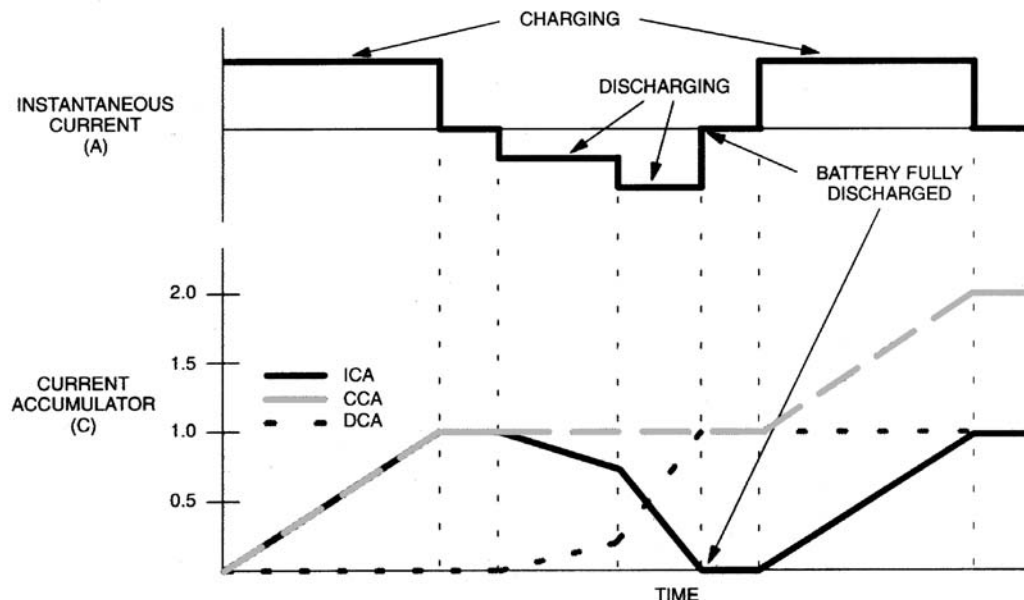 CHARGING
DISCHARGING
INSTANTANEOUS
CURRENT
(A)
BATTERY FULLY
DISCHARGED
2.0
1.5
1.0
0.5
CURRENT
ACCUMULATOR
(C)
ICA
CCA
DCA
TIME